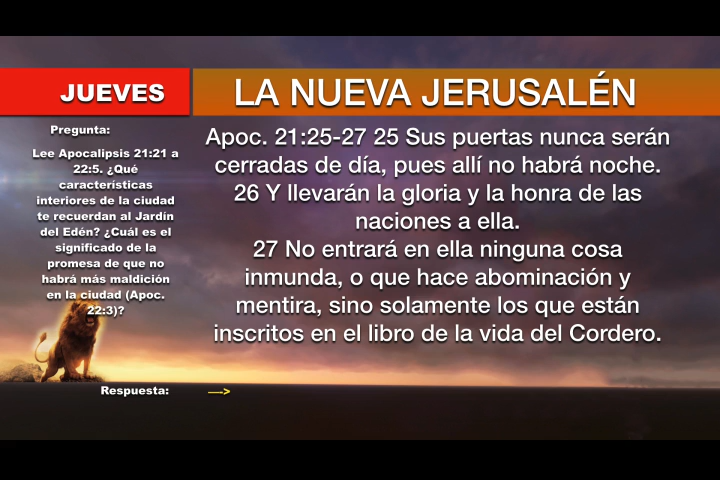 JUEVES
LA NUEVA JERUSALÉN
Pregunta:
Lee Apocalipsis 21:21 a
22:5. ¿Qué
características
interiores de la ciudad
te recuerdan al Jardín
del Edén? ¿Cuál es el
significado de la
promesa de que no
habrá más maldición
en la ciudad (Apoc.
22:3)?
Apoc. 21:25-27 25 Sus puertas nunca serán
cerradas de día, pues allí no habrá noche.
26 Y llevarán la gloria y la honra de las
naciones a ella.
27 No entrará en ella ninguna cosa
inmunda, o que hace abominación y
mentira, sino solamente los que están
inscritos en el libro de la vida del Cordero.
Respuesta: —->